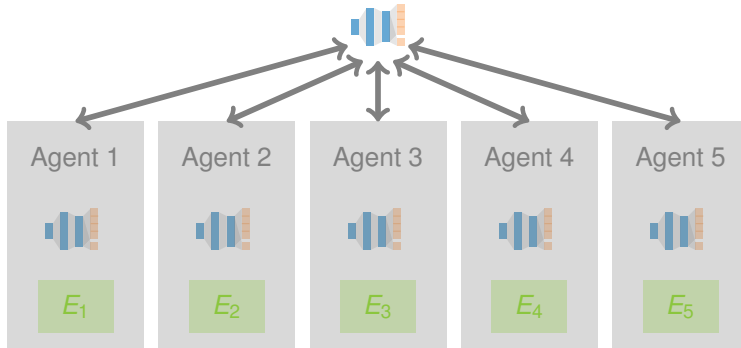 Agent 1 Agent 2 Agent 3 Agent 4 Agent 5
E₁ E₂ E₃ E₄ E₅